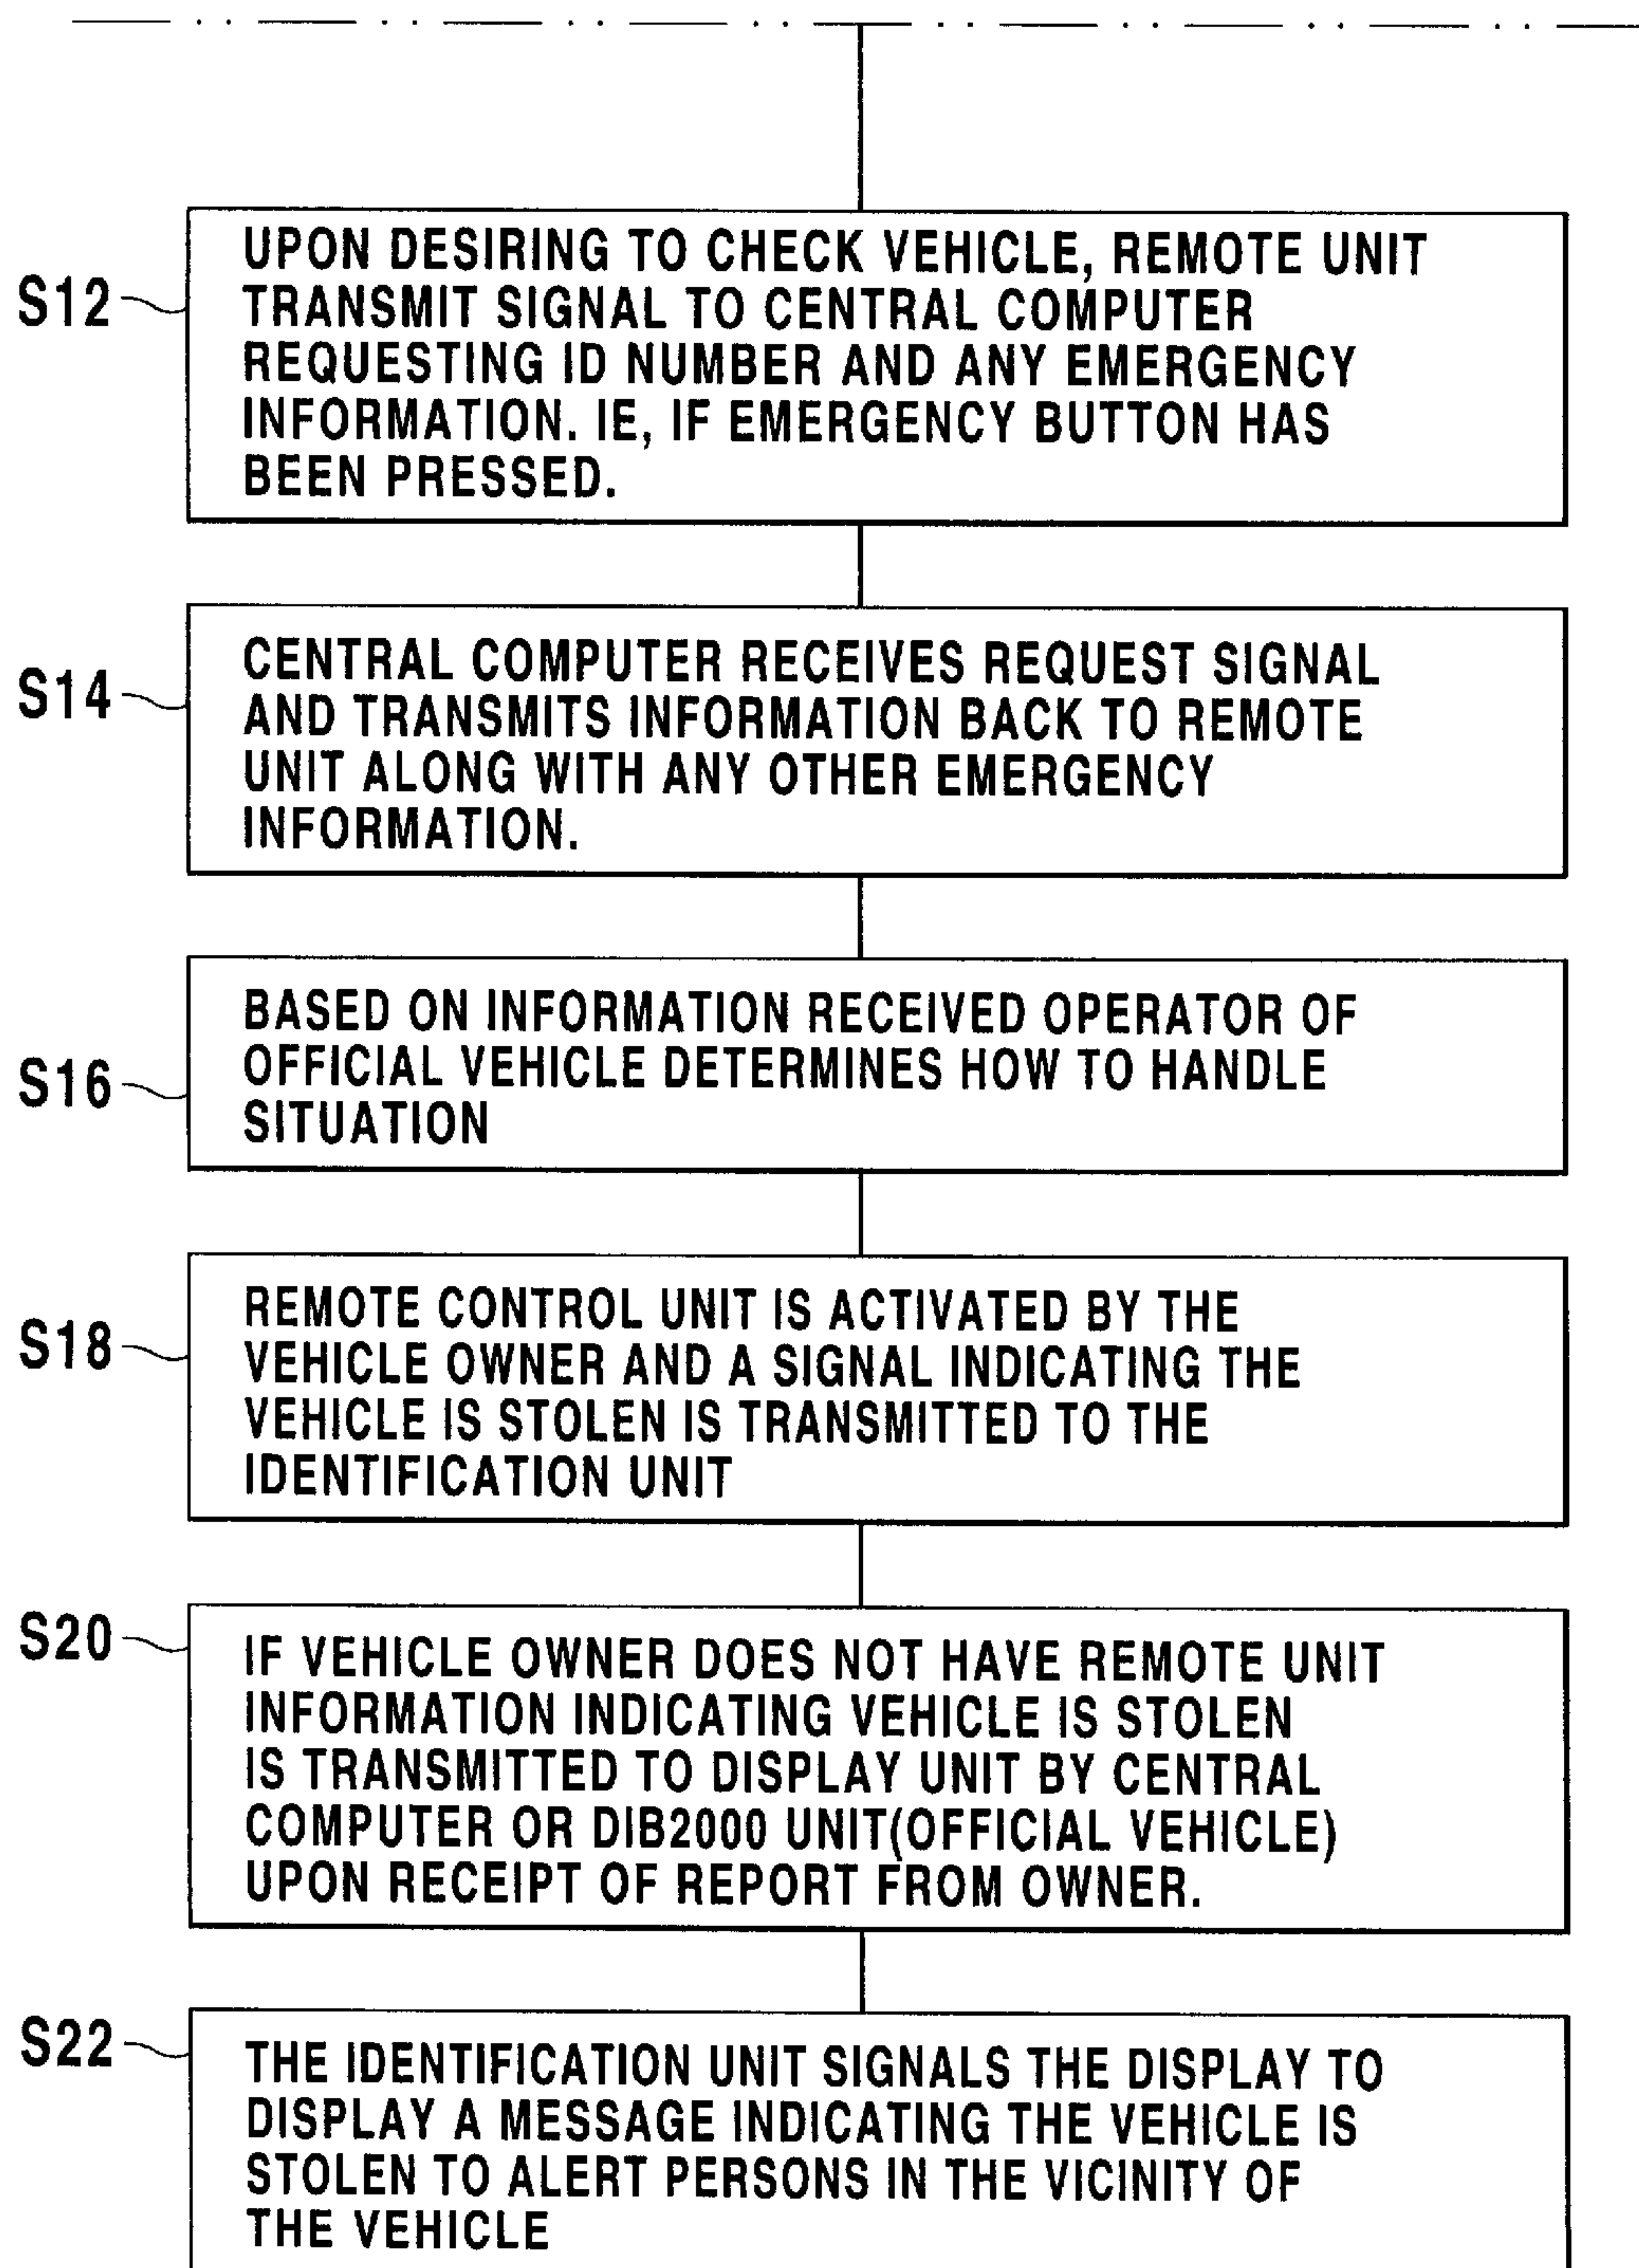 S12
UPON DESIRING TO CHECK VEHICLE, REMOTE UNIT
TRANSMIT SIGNAL TO CENTRAL COMPUTER
REQUESTING ID NUMBER AND ANY EMERGENCY
INFORMATION. IE, IF EMERGENCY BUTTON HAS
BEEN PRESSED.
S14
CENTRAL COMPUTER RECEIVES REQUEST SIGNAL
AND TRANSMITS INFORMATION BACK TO REMOTE
UNIT ALONG WITH ANY OTHER EMERGENCY
INFORMATION.
S16
BASED ON INFORMATION RECEIVED OPERATOR OF
OFFICIAL VEHICLE DETERMINES HOW TO HANDLE
SITUATION
S18
REMOTE CONTROL UNIT IS ACTIVATED BY THE
VEHICLE OWNER AND A SIGNAL INDICATING THE
VEHICLE IS STOLEN IS TRANSMITTED TO THE
IDENTIFICATION UNIT
S20
IF VEHICLE OWNER DOES NOT HAVE REMOTE UNIT
INFORMATION INDICATING VEHICLE IS STOLEN
IS TRANSMITTED TO DISPLAY UNIT BY CENTRAL
COMPUTER OR DIB2000 UNIT(OFFICIAL VEHICLE)
UPON RECEIPT OF REPORT FROM OWNER.
S22
THE IDENTIFICATION UNIT SIGNALS THE DISPLAY TO
DISPLAY A MESSAGE INDICATING THE VEHICLE IS
STOLEN TO ALERT PERSONS IN THE VICINITY OF
THE VEHICLE